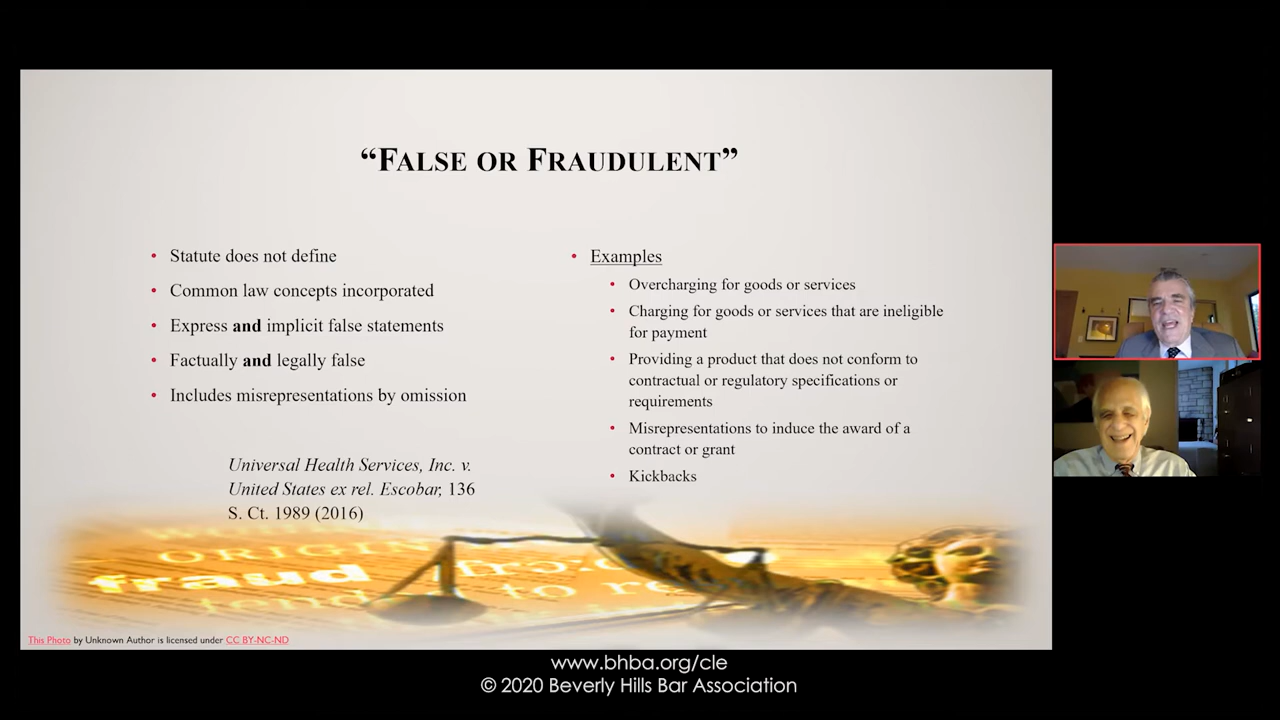 “FALSE OR FRAUDULENT”
• Statute does not define
• Common law concepts incorporated
• Express and implicit false statements
• Factually and legally false
• Includes misrepresentations by omission
Universal Health Services, Inc. v.
United States ex rel. Escobar, 136
S. Ct. 1989 (2016)
• Examples
• Overcharging for goods or services
• Charging for goods or services that are ineligible
for payment
• Providing a product that does not conform to
contractual or regulatory specifications or
requirements
• Misrepresentations to induce the award of a
contract or grant
• Kickbacks
fraud
This Photo by Unknown Author is licensed under CC BY-NC-ND
www.bhba.org/cle
© 2020 Beverly Hills Bar Association